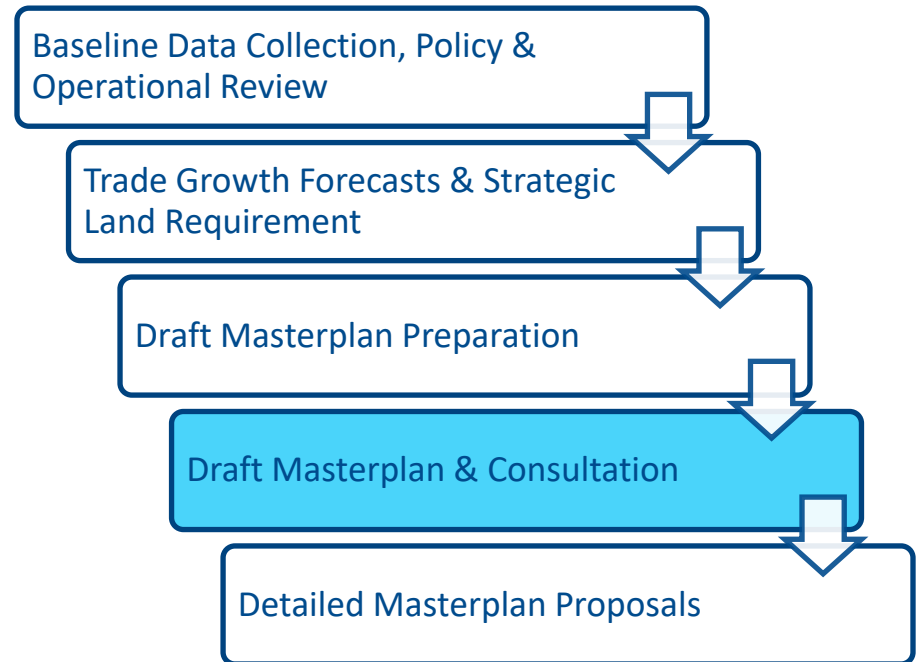 Baseline Data Collection, Policy &
Operational Review
Trade Growth Forecasts & Strategic
Land Requirement
Draft Masterplan Preparation
Draft Masterplan & Consultation
Detailed Masterplan Proposals